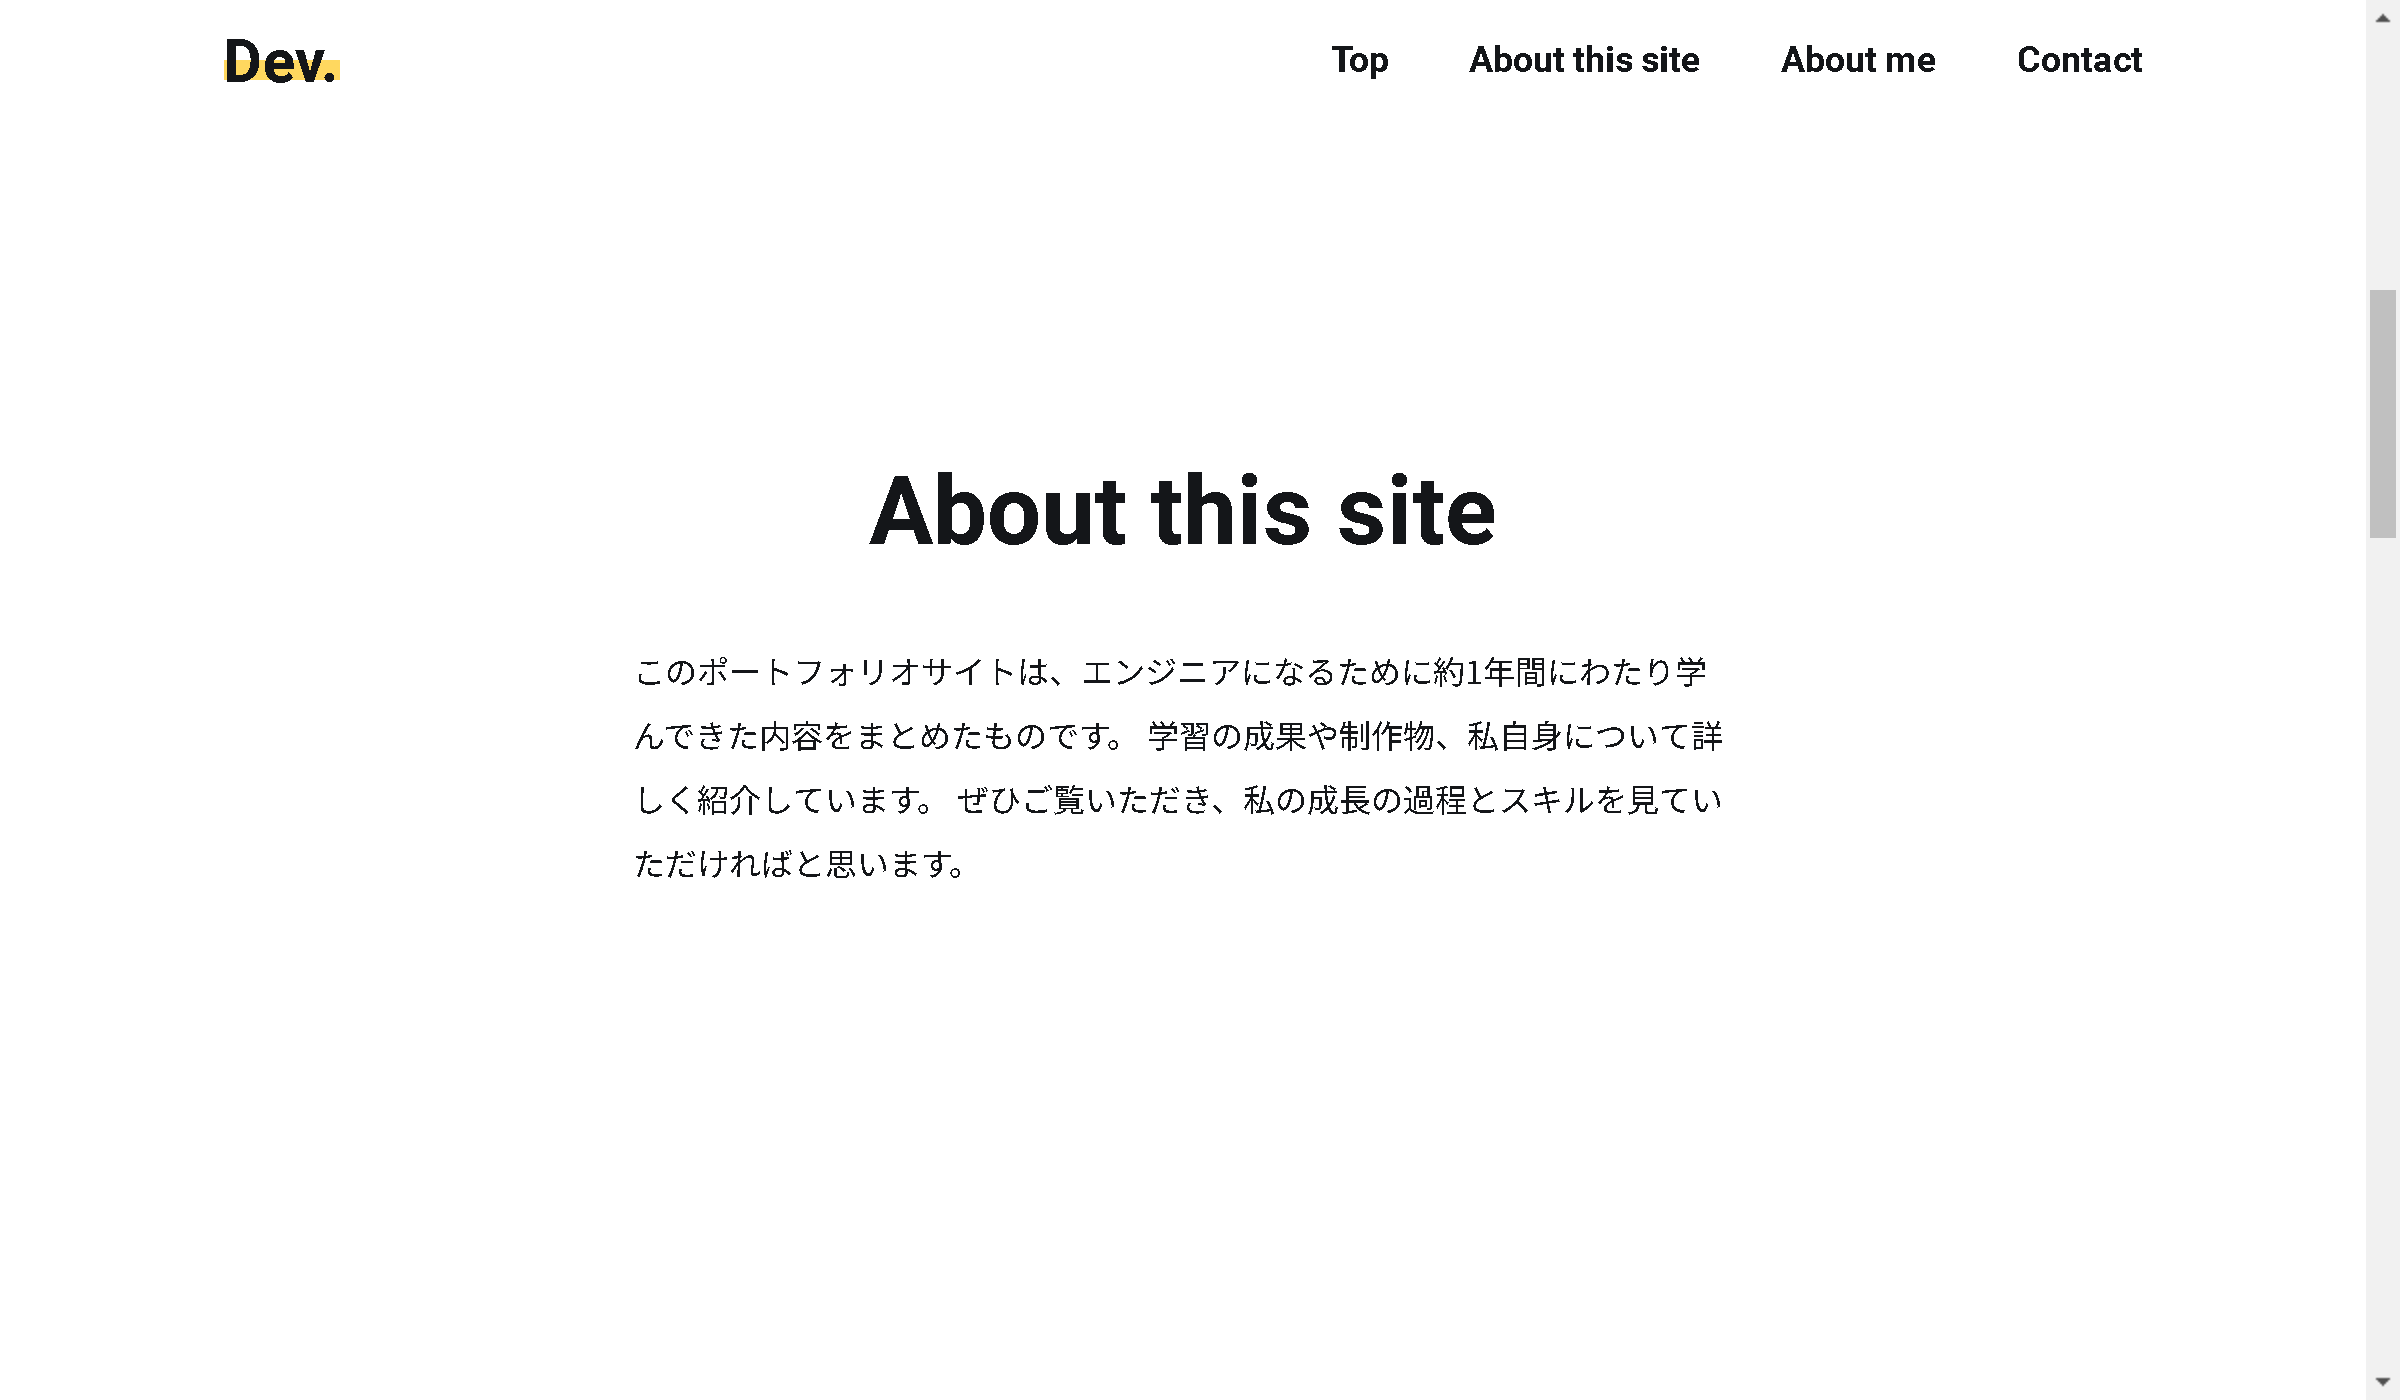 Dev.
Top
About this site
About me
Contact
About this site
このポートフォリオサイトは、エンジニアになるために約1年間にわたり学
んできた内容をまとめたものです。 学習の成果や制作物、私自身について詳
しく紹介しています。 ぜひご覧いただき、私の成長の過程とスキルを見てい
ただければと思います。